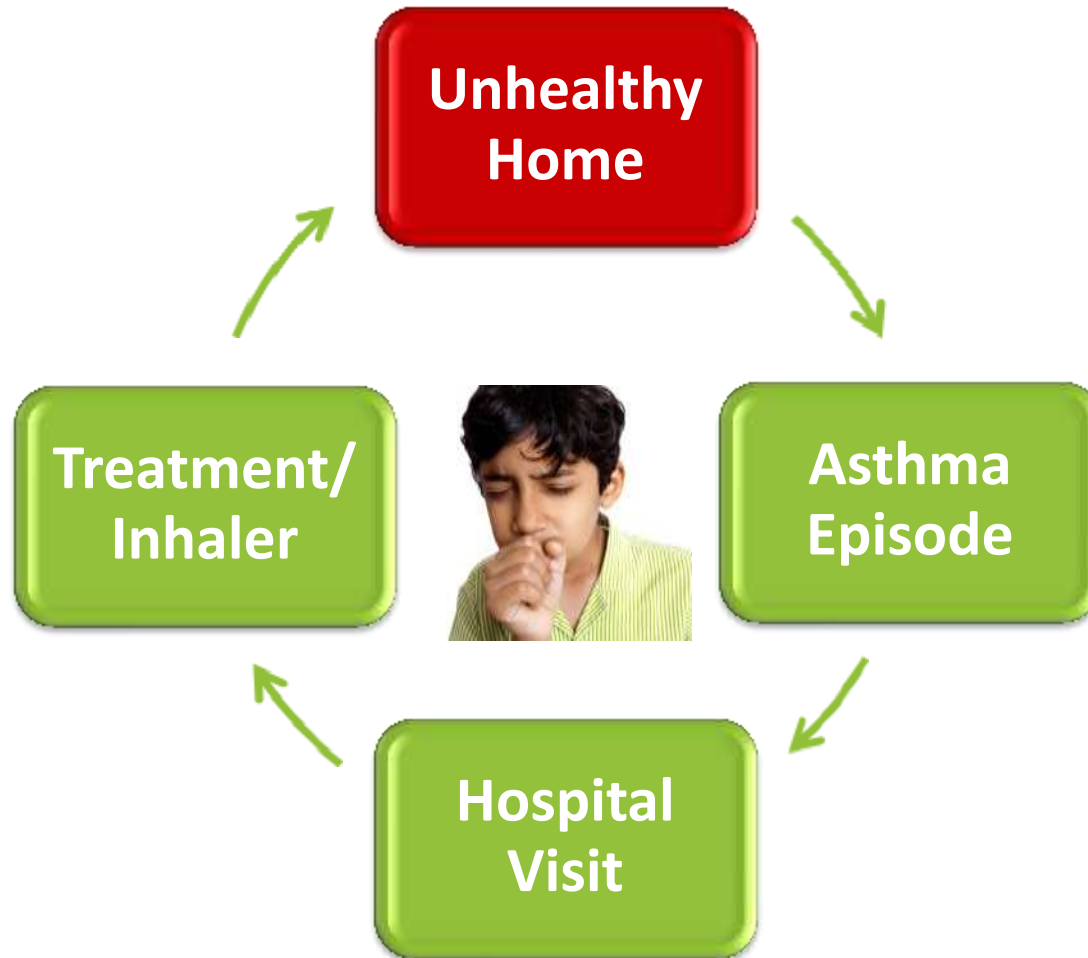 Unhealthy
Home
Treatment/
Inhaler
Asthma
Episode
Hospital
Visit